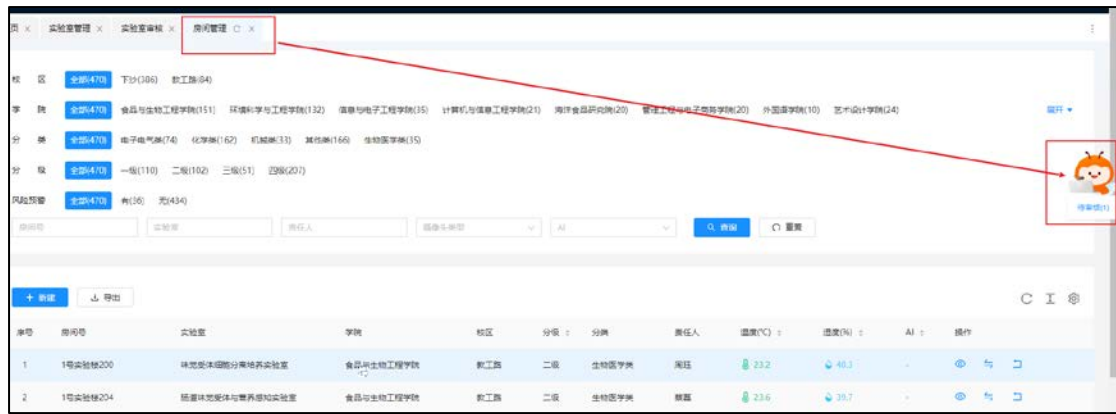 页 × 实验室管理 × 实验室审核 × 房间管理 ×
校 区 全部(470) 下沙(386) 教工路(84)
学 院 全部(470) 食品与生物工程学院(151) 环境科学与工程学院(132) 信息与电子工程学院(35) 计算机与信息工程学院(21) 海洋食品研究院(20) 管理工程与电子商务学院(20) 外国语学院(10) 艺术设计学院(24) 展开
分 类 全部(470) 电子电气类(74) 化学类(162) 机械类(33) 其他类(166) 生物医学类(35)
分 级 全部(470) 一级(110) 二级(102) 三级(51) 四级(207)
风险预警 全部(470) 有(36) 无(434)
待审核(1)
房间号 实验室 责任人 摄像头类型 AI 查询 重置
+ 新建 导出
序号 房间号 实验室 学院 校区 分级 分类 责任人 温度(℃) 湿度(%) AI 操作
1 1号实验楼200 味觉受体细胞分离培养实验室 食品与生物工程学院 教工路 二级 生物医学类 周珏 23.2 40.3 -
2 1号实验楼204 肠道味觉受体与营养感知实验室 食品与生物工程学院 教工路 二级 生物医学类 23.6 39.7 -